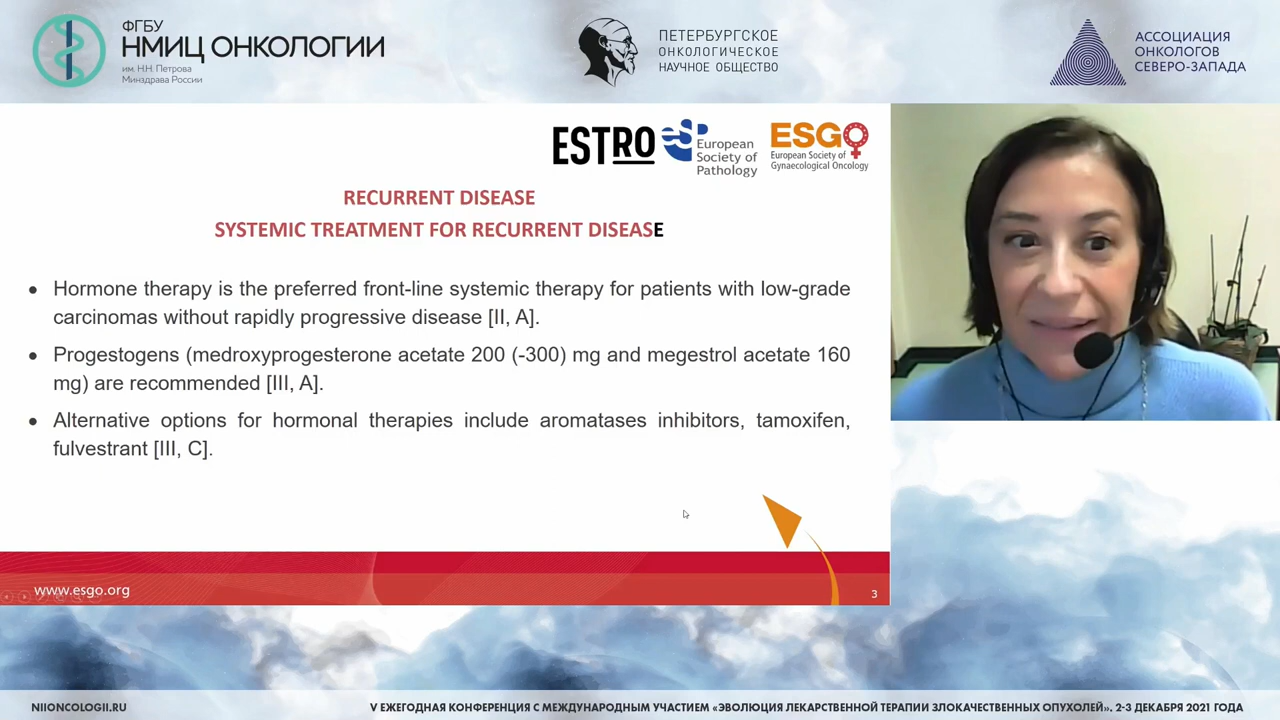 ФГБУ
НМИЦ ОНКОЛОГИИ
им. Н.Н. Петрова
Минздрава России
ПЕТЕРБУРГСКОЕ
ОНКОЛОГИЧЕСКОЕ
НАУЧНОЕ ОБЩЕСТВО
АССОЦИАЦИЯ
ОНКОЛОГОВ
СЕВЕРО-ЗАПАДА
ESTRO
esp
European
Society of
Pathology
ESGO
European Society of
Gynaecological Oncology
RECURRENT DISEASE
SYSTEMIC TREATMENT FOR RECURRENT DISEASE
• Hormone therapy is the preferred front-line systemic therapy for patients with low-grade
carcinomas without rapidly progressive disease [II, A].
• Progestogens (medroxyprogesterone acetate 200 (-300) mg and megestrol acetate 160
mg) are recommended [III, A].
• Alternative options for hormonal therapies include aromatases inhibitors, tamoxifen,
fulvestrant [III, C].
www.esgo.org
3
NIIONCOLOGII.RU
V ЕЖЕГОДНАЯ КОНФЕРЕНЦИЯ С МЕЖДУНАРОДНЫМ УЧАСТИЕМ «ЭВОЛЮЦИЯ ЛЕКАРСТВЕННОЙ ТЕРАПИИ ЗЛОКАЧЕСТВЕННЫХ ОПУХОЛЕЙ». 2-3 ДЕКАБРЯ 2021 ГОДА